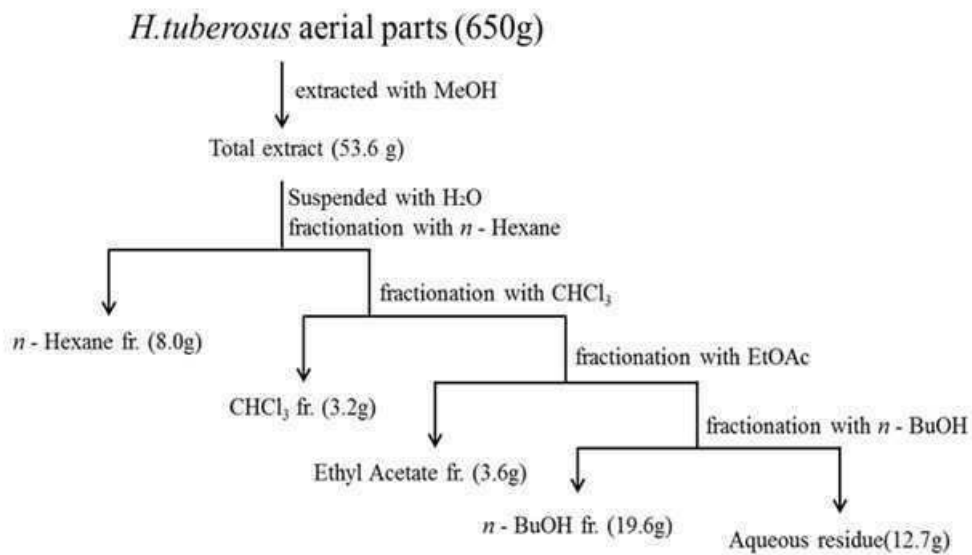 H.tuberosus aerial parts (650g)
extracted with MeOH
Total extract (53.6 g)
Suspended with H₂O
fractionation with n - Hexane
fractionation with CHCl₃
n - Hexane fr. (8.0g)
fractionation with EtOAc
CHCl₃ fr. (3.2g)
fractionation with n - BuOH
Ethyl Acetate fr. (3.6g)
n - BuOH fr. (19.6g)
Aqueous residue(12.7g)